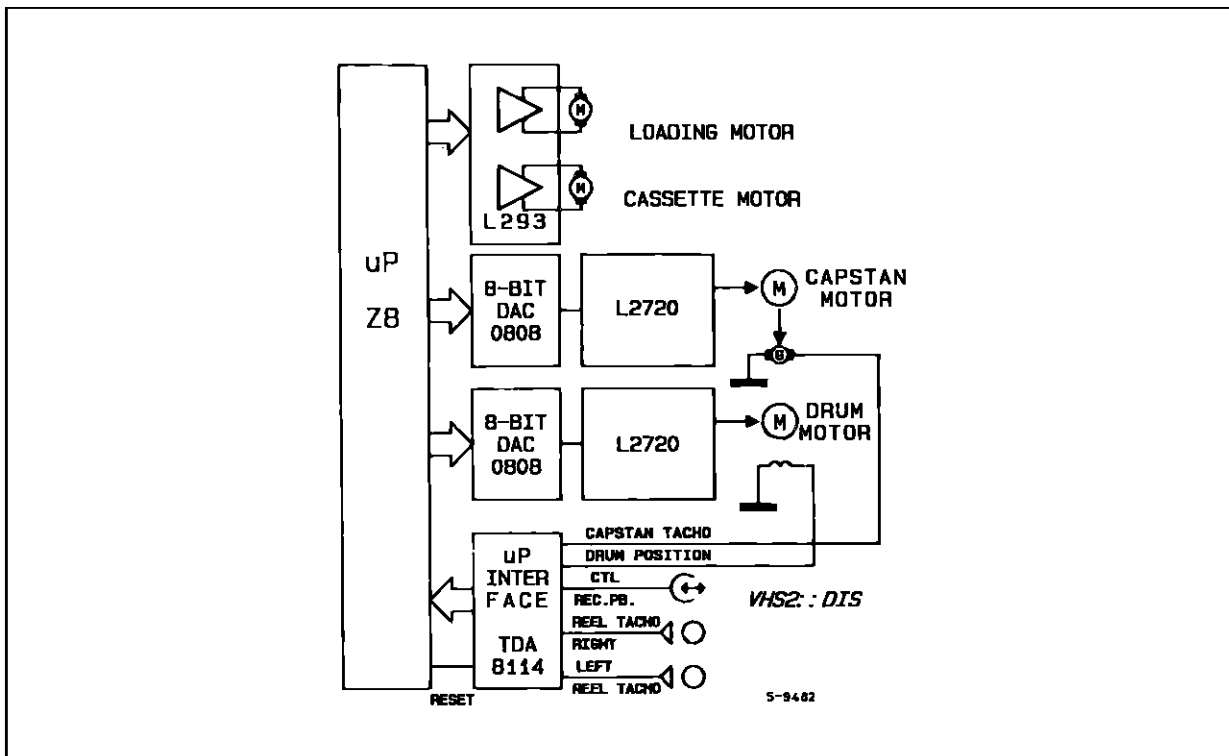 uP
Z8
M
LOADING MOTOR
M
CASSETTE MOTOR
L293
8-BIT
DAC
0808
L2720
M
CAPSTAN
MOTOR
G
8-BIT
DAC
0808
L2720
M
DRUM
MOTOR
uP
INTER
FACE
TDA
8114
CAPSTAN TACHO
DRUM POSITION
CTL
REC.PB.
REEL TACHO
RIGHT
LEFT
REEL TACHO
RESET
VHS2::DIS
S-9482